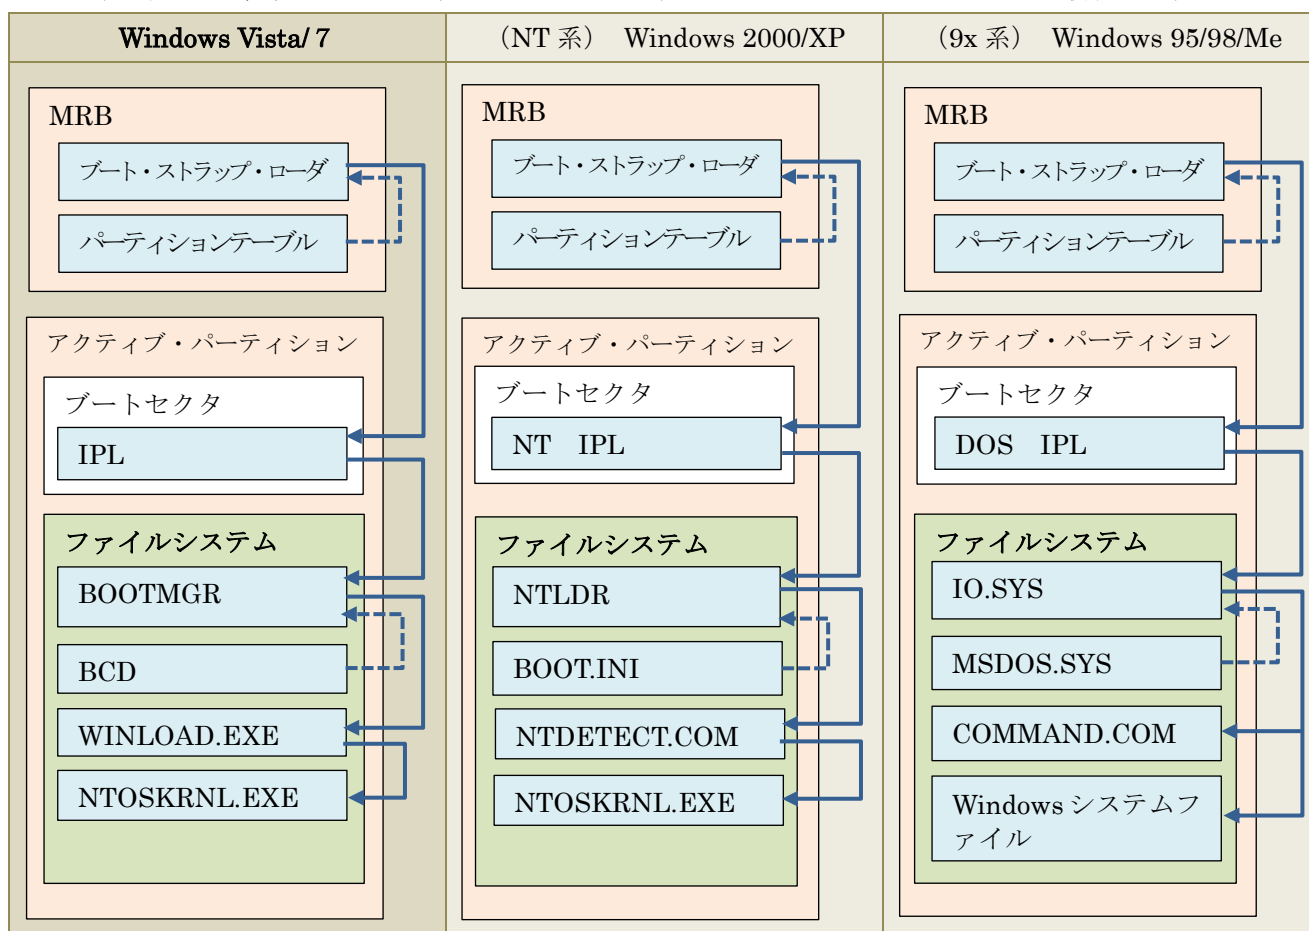 Windows Vista/ 7
(NT 系) Windows 2000/XP
(9x 系) Windows 95/98/Me
MRB
ブート・ストラップ・ローダ
パーティションテーブル
アクティブ・パーティション
ブートセクタ
IPL
ファイルシステム
BOOTMGR
BCD
WINLOAD.EXE
NTOSKRNL.EXE
MRB
ブート・ストラップ・ローダ
パーティションテーブル
アクティブ・パーティション
ブートセクタ
NT IPL
ファイルシステム
NTLDR
BOOT.INI
NTDETECT.COM
NTOSKRNL.EXE
MRB
ブート・ストラップ・ローダ
パーティションテーブル
アクティブ・パーティション
ブートセクタ
DOS IPL
ファイルシステム
IO.SYS
MSDOS.SYS
COMMAND.COM
Windows システムフ
ァイル